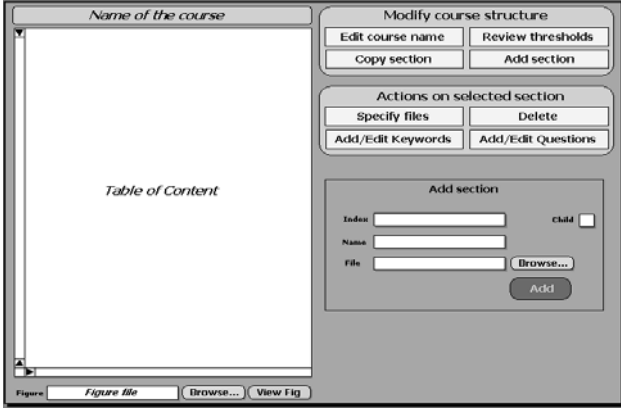 Name of the course
Table of Content
Figure Figure file Browse... View Fig
Modify course structure
Edit course name Review thresholds
Copy section Add section
Actions on selected section
Specify files Delete
Add/Edit Keywords Add/Edit Questions
Add section
Index Child
Name
File Browse...
Add